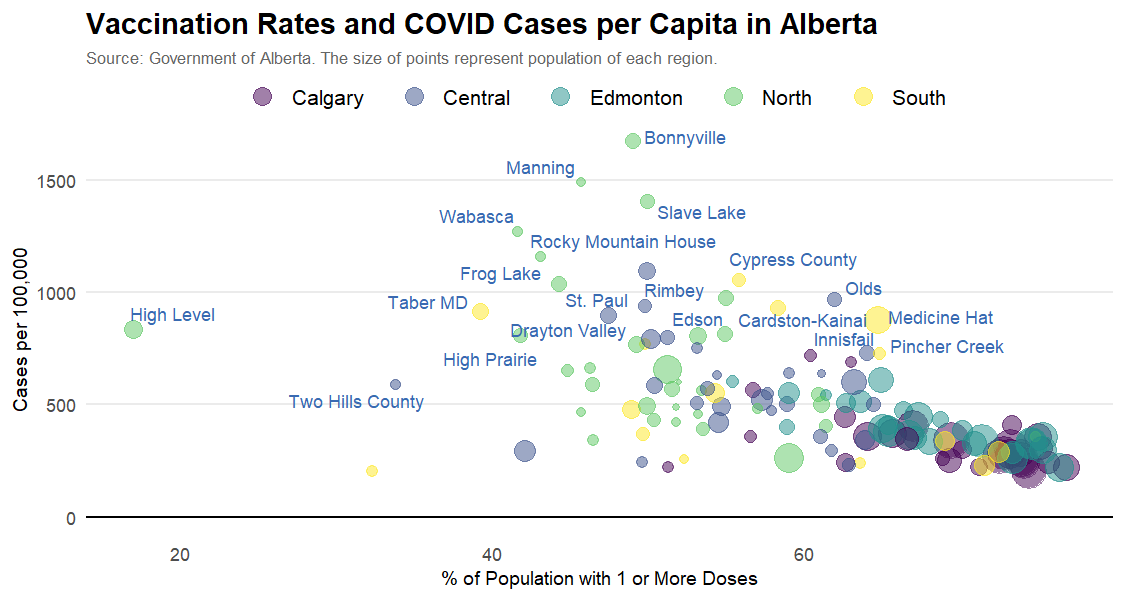 Vaccination Rates and COVID Cases per Capita in Alberta
Source: Government of Alberta. The size of points represent population of each region.
Calgary Central Edmonton North South
Bonnyville
Manning
1500
Slave Lake
Wabasca
Rocky Mountain House
Cypress County
Frog Lake
1000
Rimbey
Olds
St. Paul
Taber MD
High Level
Edson
Cardston-Kainai
Medicine Hat
Drayton Valley
Innisfail
Pincher Creek
High Prairie
Two Hills County
500
0
Cases per 100,000
20 40 60
% of Population with 1 or More Doses